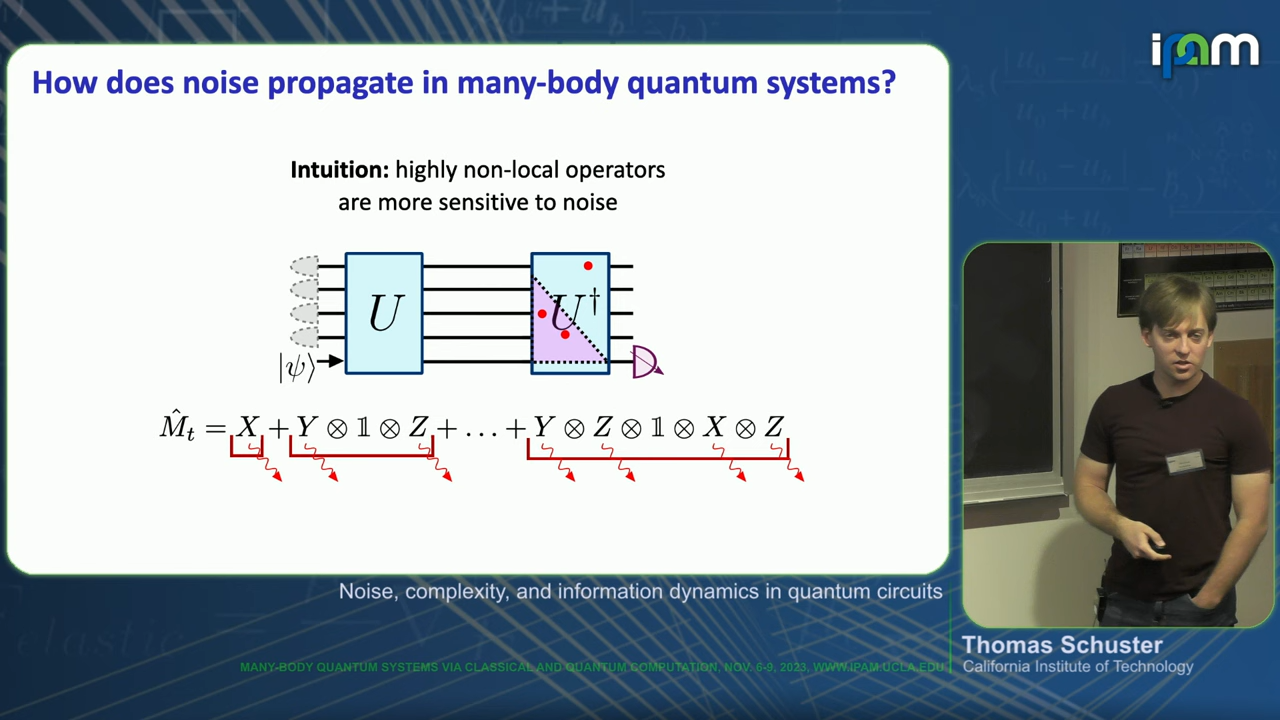 ipam
How does noise propagate in many-body quantum systems?
Intuition: highly non-local operators
are more sensitive to noise
U
U†
|ψ⟩
M̂ₜ = X + Y ⊗ 𝟙 ⊗ Z + … + Y ⊗ Z ⊗ 𝟙 ⊗ X ⊗ Z
Noise, complexity, and information dynamics in quantum circuits
Thomas Schuster
California Institute of Technology
MANY-BODY QUANTUM SYSTEMS VIA CLASSICAL AND QUANTUM COMPUTATION, NOV. 6-9, 2023, WWW.IPAM.UCLA.EDU
elastic